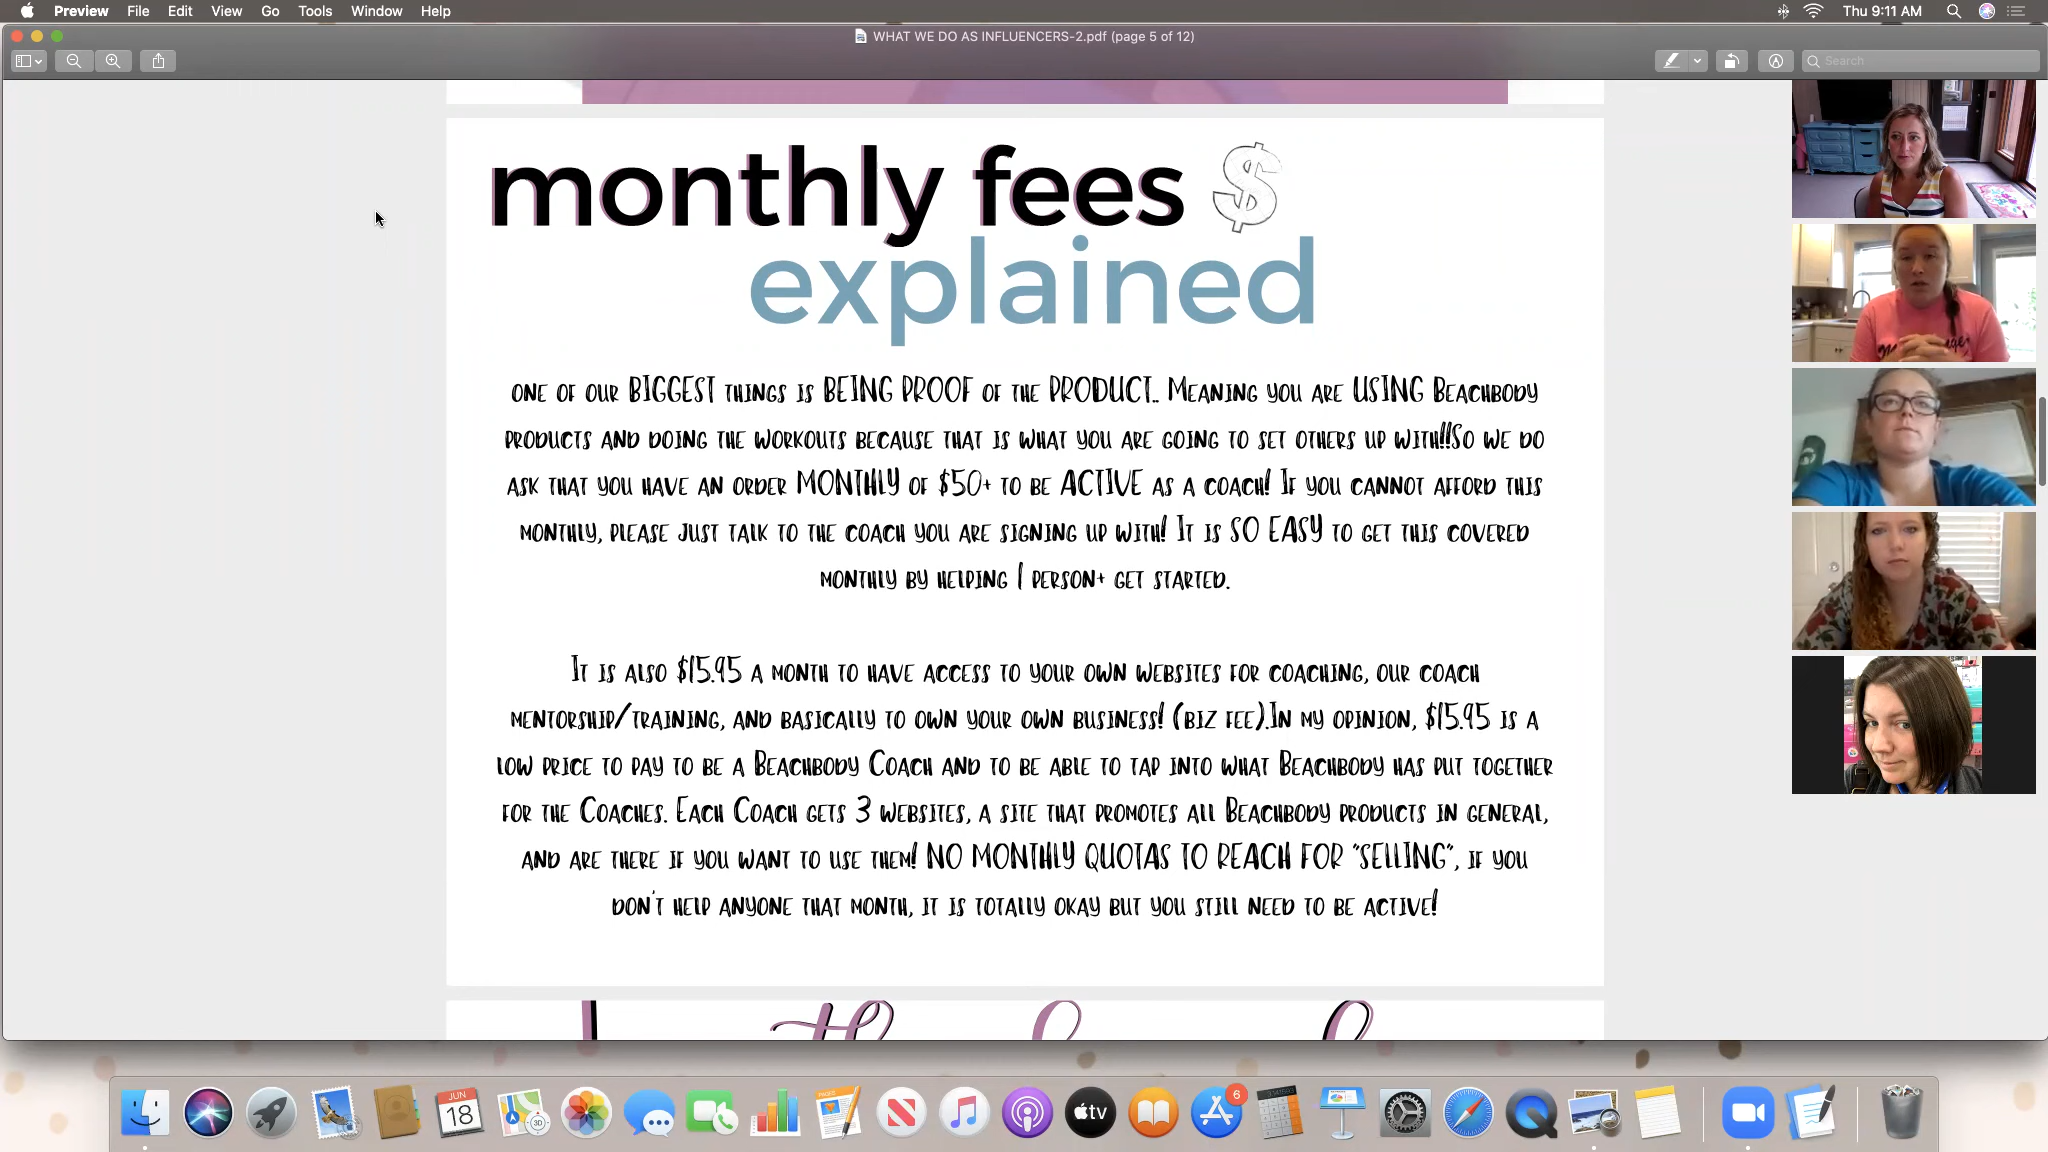 Preview File Edit View Go Tools Window Help Thu 9:11 AM
WHAT WE DO AS INFLUENCERS-2.pdf (page 5 of 12)
Search
monthly fees $
explained
ONE OF OUR BIGGEST THINGS IS BEING PROOF OF THE PRODUCT.. MEANING YOU ARE USING BEACHBODY
PRODUCTS AND DOING THE WORKOUTS BECAUSE THAT IS WHAT YOU ARE GOING TO SET OTHERS UP WITH!!SO WE DO
ASK THAT YOU HAVE AN ORDER MONTHLY OF $50+ TO BE ACTIVE AS A COACH! IF YOU CANNOT AFFORD THIS
MONTHLY, PLEASE JUST TALK TO THE COACH YOU ARE SIGNING UP WITH! IT IS SO EASY TO GET THIS COVERED
MONTHLY BY HELPING 1 PERSON+ GET STARTED.
IT IS ALSO $15.95 A MONTH TO HAVE ACCESS TO YOUR OWN WEBSITES FOR COACHING, OUR COACH
MENTORSHIP/TRAINING, AND BASICALLY TO OWN YOUR OWN BUSINESS! (BIZ FEE).IN MY OPINION, $15.95 IS A
LOW PRICE TO PAY TO BE A BEACHBODY COACH AND TO BE ABLE TO TAP INTO WHAT BEACHBODY HAS PUT TOGETHER
FOR THE COACHES. EACH COACH GETS 3 WEBSITES, A SITE THAT PROMOTES ALL BEACHBODY PRODUCTS IN GENERAL,
AND ARE THERE IF YOU WANT TO USE THEM! NO MONTHLY QUOTAS TO REACH FOR "SELLING", IF YOU
DON'T HELP ANYONE THAT MONTH, IT IS TOTALLY OKAY BUT YOU STILL NEED TO BE ACTIVE!
JUN
18
3D
PAGES
tv
6